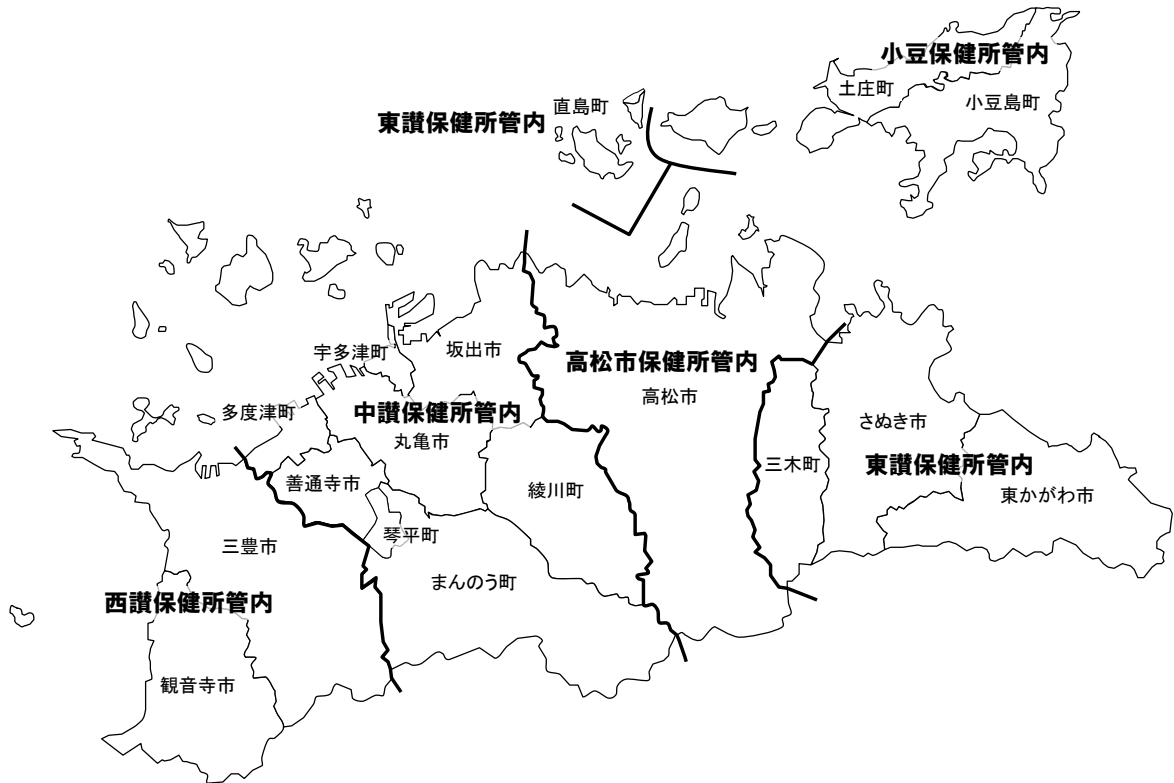 小豆保健所管内
土庄町
小豆島町
直島町
東讃保健所管内
坂出市
宇多津町
高松市保健所管内
高松市
多度津町
中讃保健所管内
丸亀市
さぬき市
三木町
東讃保健所管内
善通寺市
綾川町
東かがわ市
琴平町
三豊市
まんのう町
西讃保健所管内
観音寺市